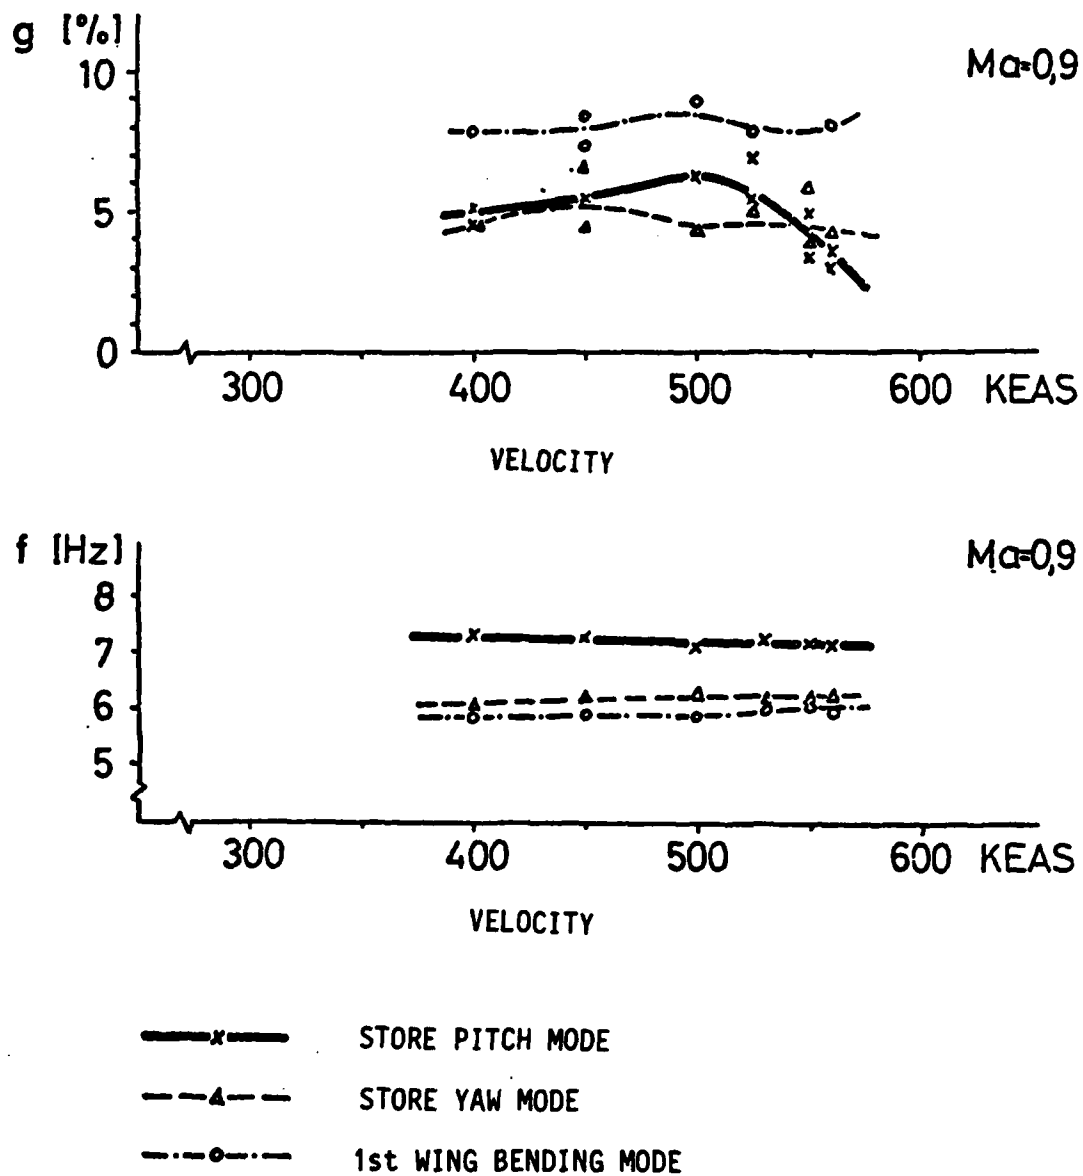 g [%]
Ma=0,9
10
5
0
300 400 500 600 KEAS
VELOCITY
f [Hz]
Ma=0,9
8
7
6
5
300 400 500 600 KEAS
VELOCITY
STORE PITCH MODE
STORE YAW MODE
1st WING BENDING MODE